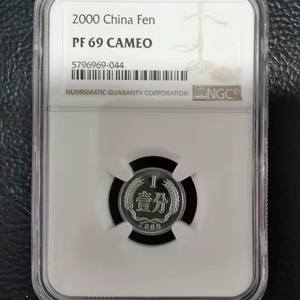 2000 China Fen
PF 69 CAMEO
5796969-044
NUMISMATIC GUARANTY CORPORATION
NGC®
1
壹分
2000